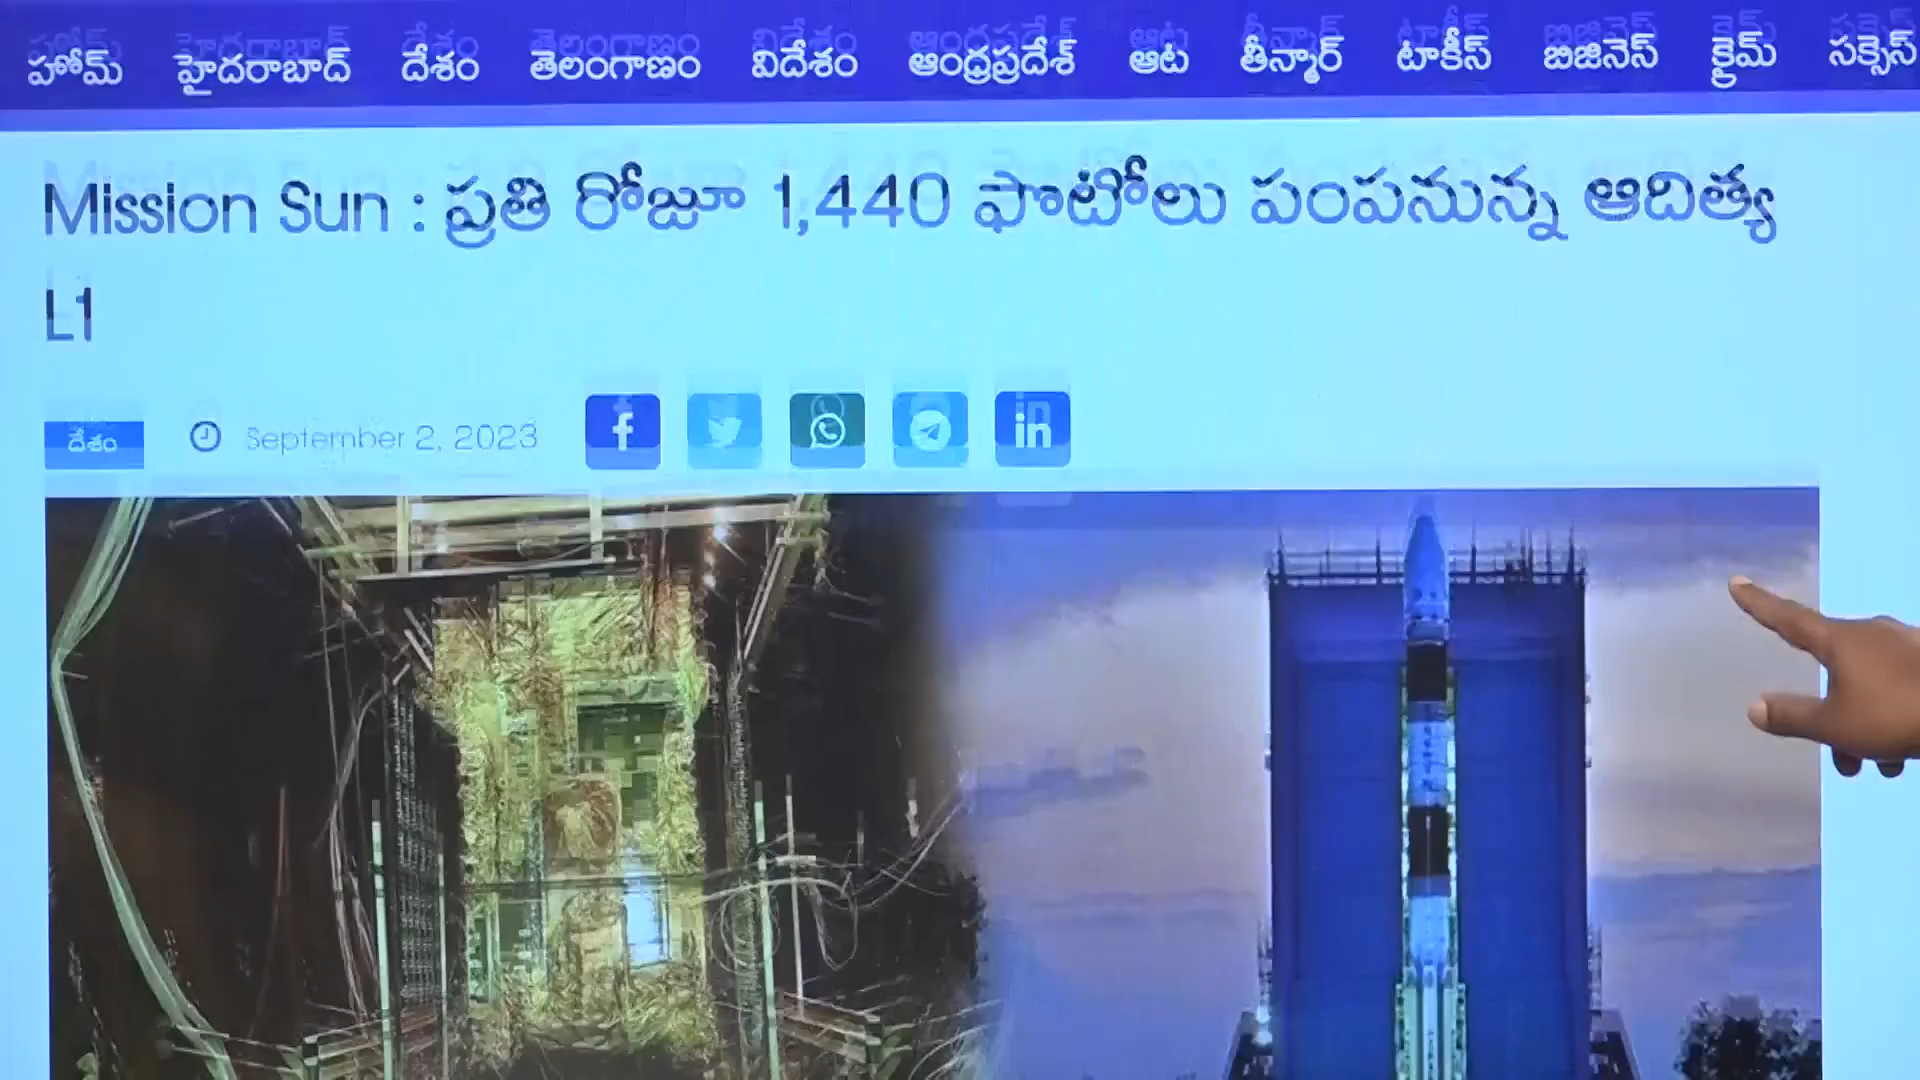 హోమ్ హైదరాబాద్ దేశం తెలంగాణం విదేశం ఆంధ్రప్రదేశ్ ఆట తీన్మార్ టాకీస్ బిజినెస్ క్రైమ్ సక్సెస్
Mission Sun : ప్రతి రోజూ 1,440 ఫొటోలు పంపనున్న ఆదిత్య
L1
దేశం September 2, 2023